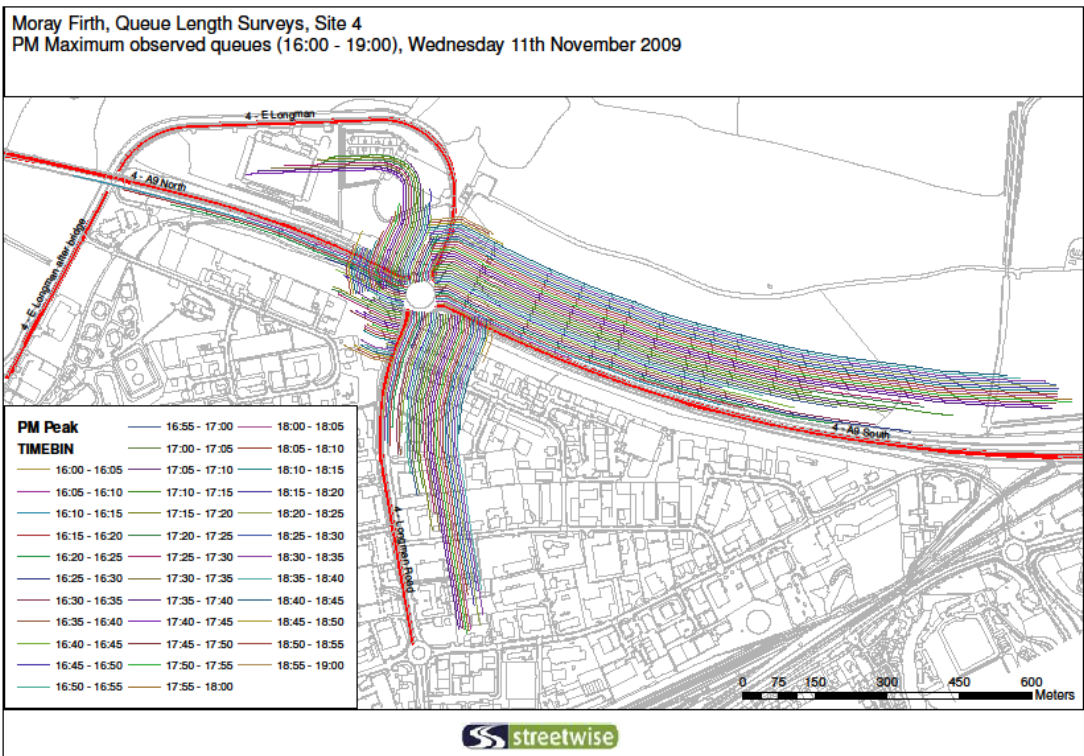 Moray Firth, Queue Length Surveys, Site 4
PM Maximum observed queues (16:00 - 19:00), Wednesday 11th November 2009
4 - E Longman
4 - A9 North
4 - E Longman after bridge
4 - A9 South
4 - Longman Road
PM Peak
TIMEBIN
16:00 - 16:05
16:05 - 16:10
16:10 - 16:15
16:15 - 16:20
16:20 - 16:25
16:25 - 16:30
16:30 - 16:35
16:35 - 16:40
16:40 - 16:45
16:45 - 16:50
16:50 - 16:55
16:55 - 17:00
17:00 - 17:05
17:05 - 17:10
17:10 - 17:15
17:15 - 17:20
17:20 - 17:25
17:25 - 17:30
17:30 - 17:35
17:35 - 17:40
17:40 - 17:45
17:45 - 17:50
17:50 - 17:55
17:55 - 18:00
18:00 - 18:05
18:05 - 18:10
18:10 - 18:15
18:15 - 18:20
18:20 - 18:25
18:25 - 18:30
18:30 - 18:35
18:35 - 18:40
18:40 - 18:45
18:45 - 18:50
18:50 - 18:55
18:55 - 19:00
0 75 150 300 450 600
Meters
streetwise